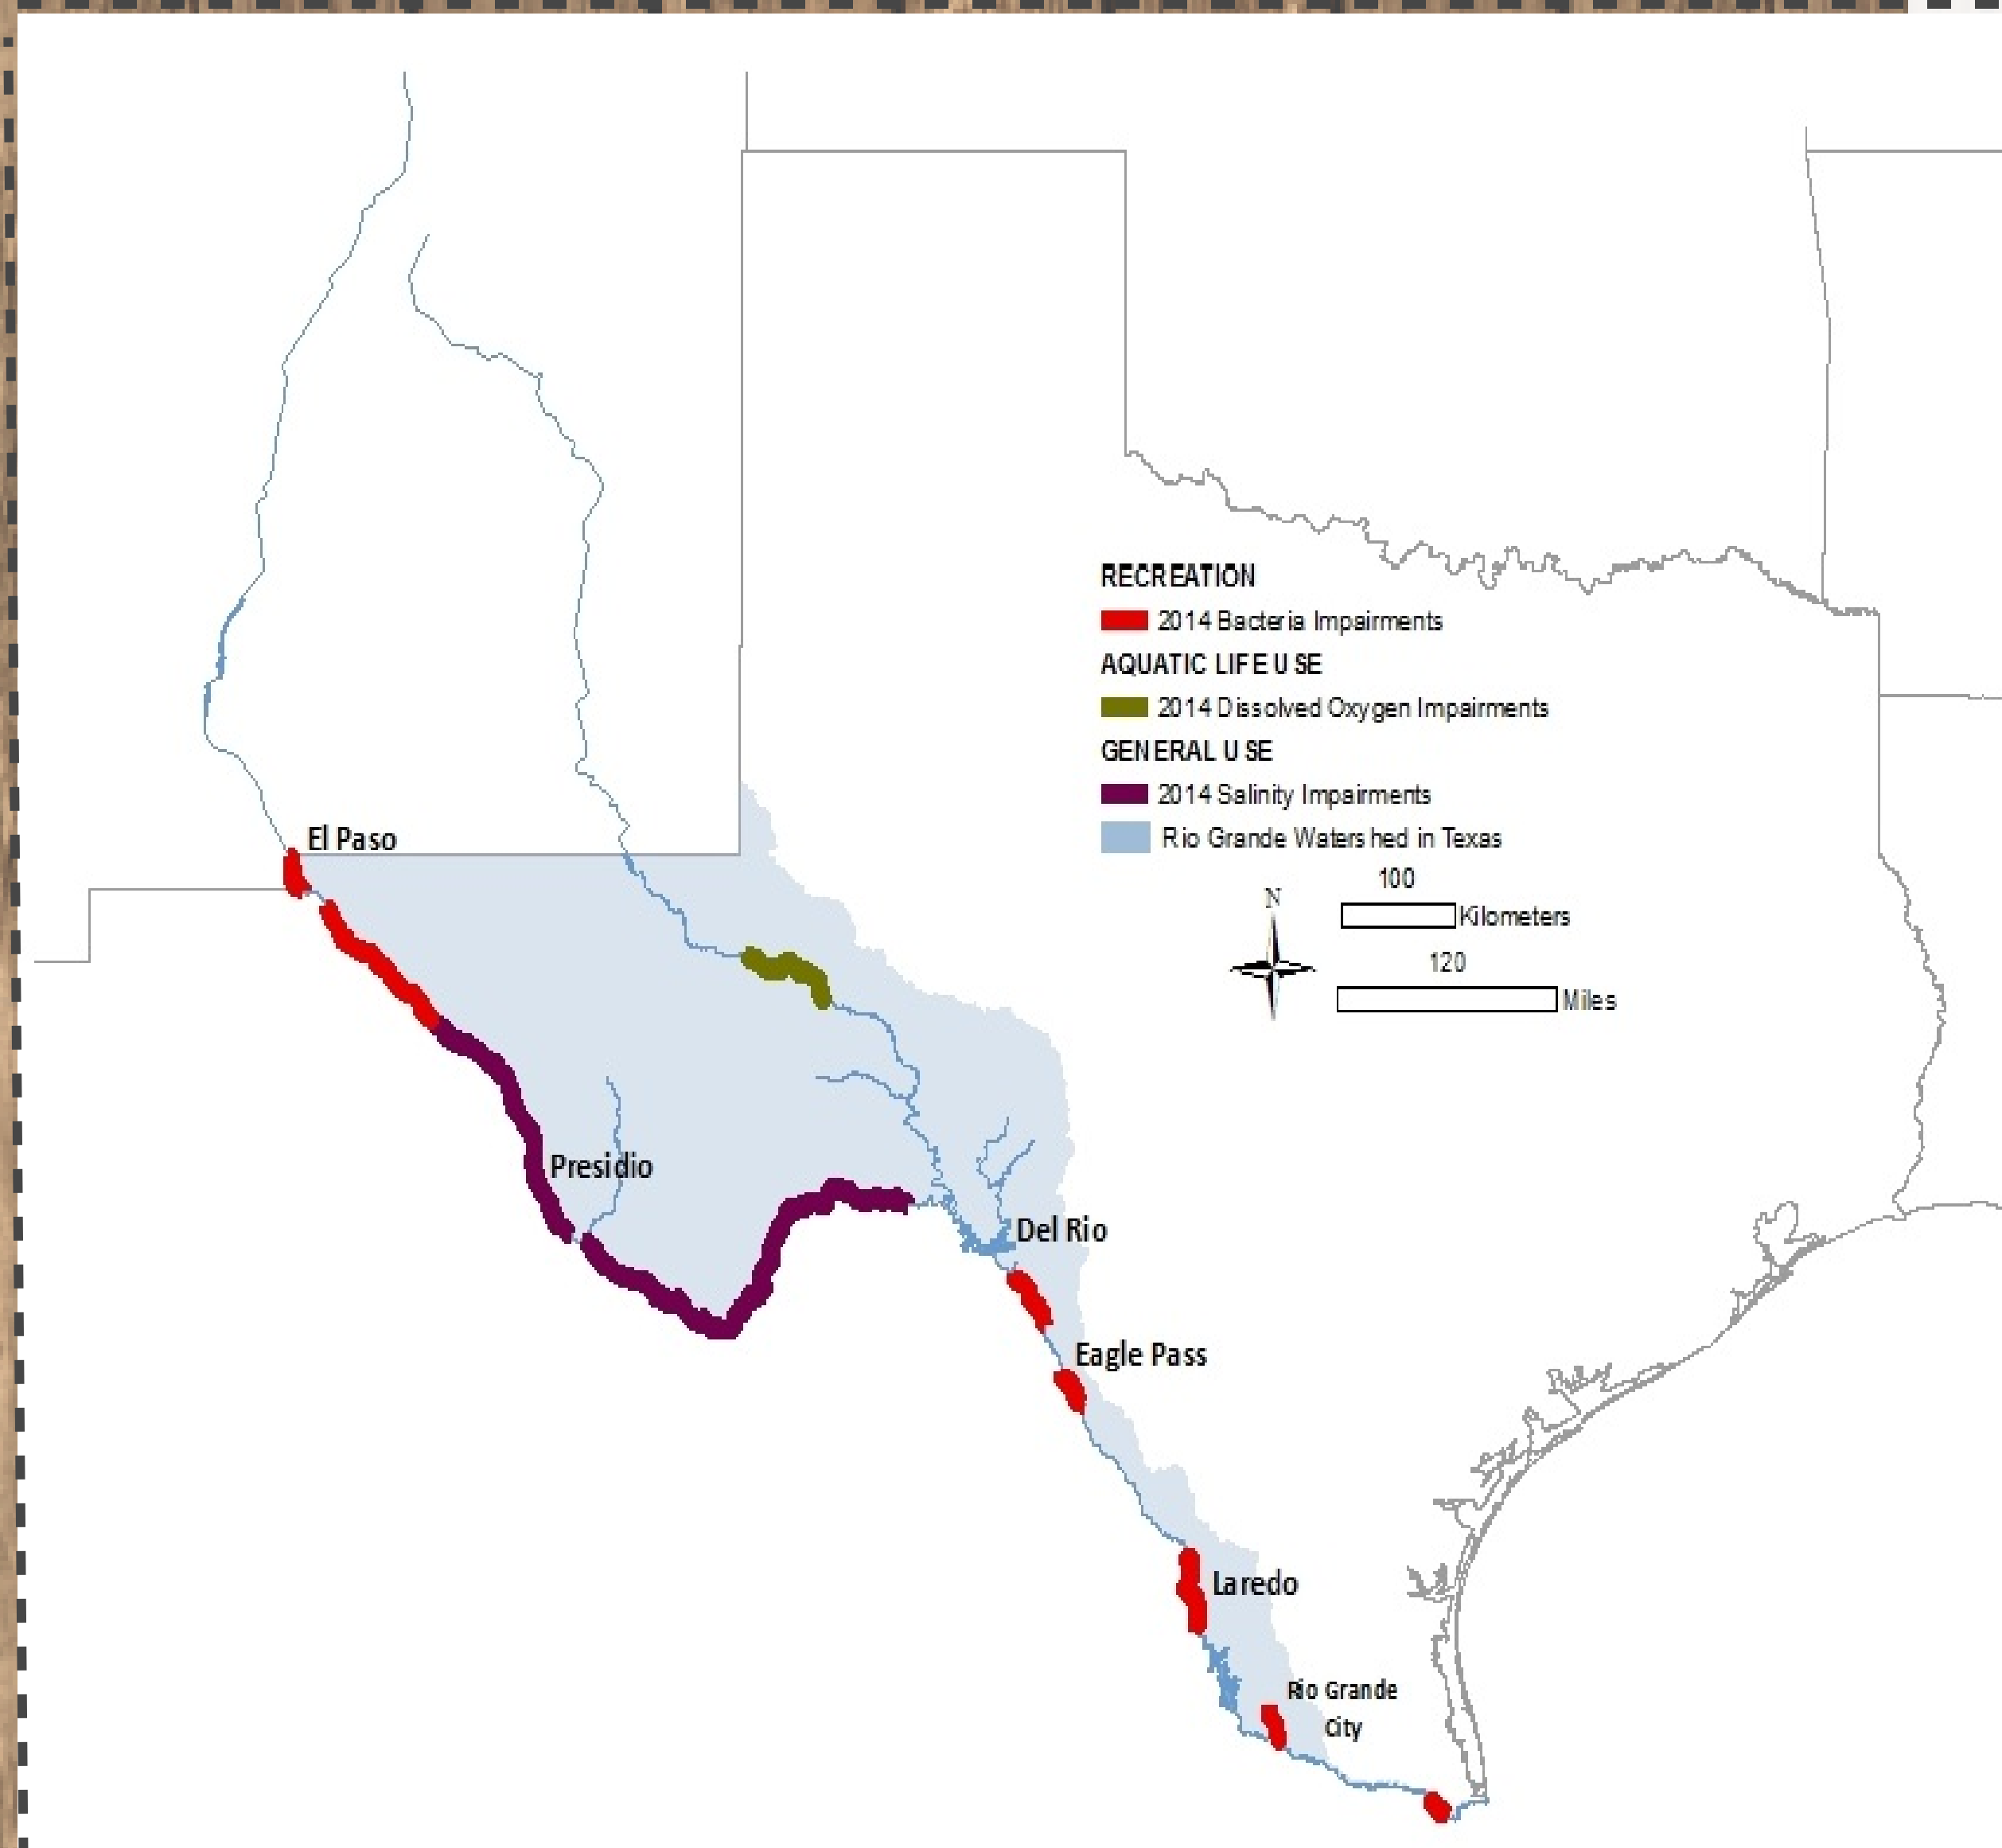 RECREATION
2014 Bacteria Impairments
AQUATIC LIFE USE
2014 Dissolved Oxygen Impairments
GENERAL USE
2014 Salinity Impairments
Rio Grande Watershed in Texas
100
Kilometers
120
Miles
N
El Paso
Presidio
Del Rio
Eagle Pass
Laredo
Rio Grande
City